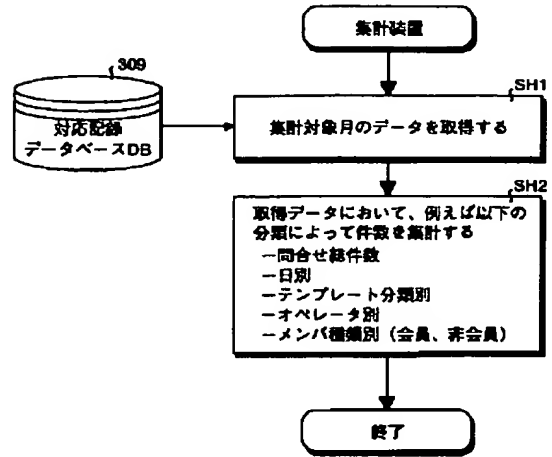 集計装置
309
対応記録
データベースDB
SH1
集計対象月のデータを取得する
SH2
取得データにおいて、例えば以下の
分類によって件数を集計する
―問合せ総件数
―日別
―テンプレート分類別
―オペレータ別
―メンバ種類別(会員、非会員)
終了